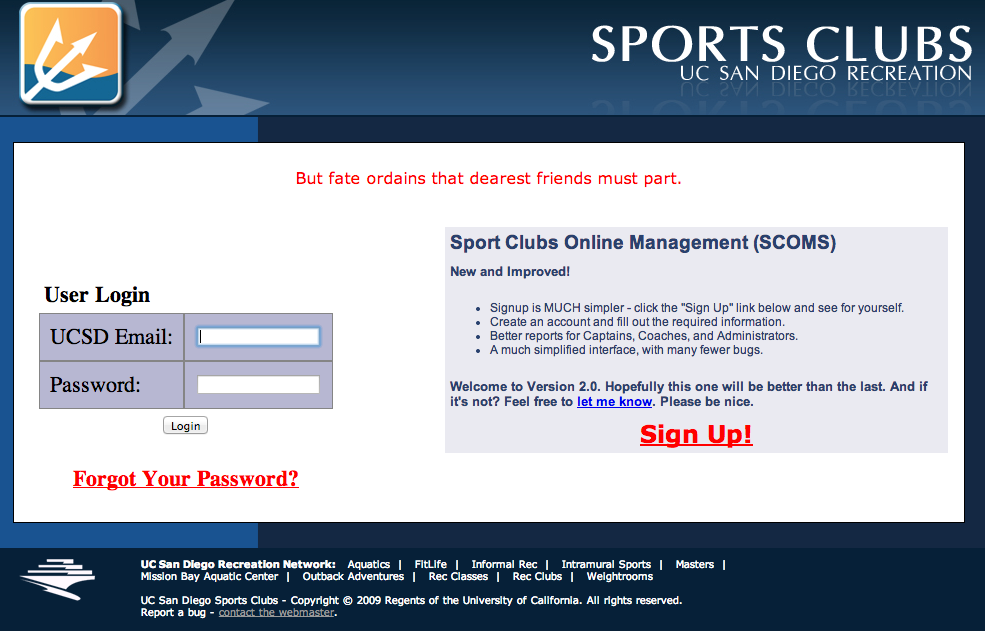 SPORTS CLUBS
UC SAN DIEGO RECREATION
But fate ordains that dearest friends must part.
Sport Clubs Online Management (SCOMS)
New and Improved!
Signup is MUCH simpler - click the "Sign Up" link below and see for yourself.
Create an account and fill out the required information.
Better reports for Captains, Coaches, and Administrators.
A much simplified interface, with many fewer bugs.
Welcome to Version 2.0. Hopefully this one will be better than the last. And if
it's not? Feel free to let me know. Please be nice.
Sign Up!
User Login
UCSD Email:
Password:
Login
Forgot Your Password?
UC San Diego Recreation Network: Aquatics | FitLife | Informal Rec | Intramural Sports | Masters |
Mission Bay Aquatic Center | Outback Adventures | Rec Classes | Rec Clubs | Weightrooms
UC San Diego Sports Clubs - Copyright © 2009 Regents of the University of California. All rights reserved.
Report a bug - contact the webmaster.